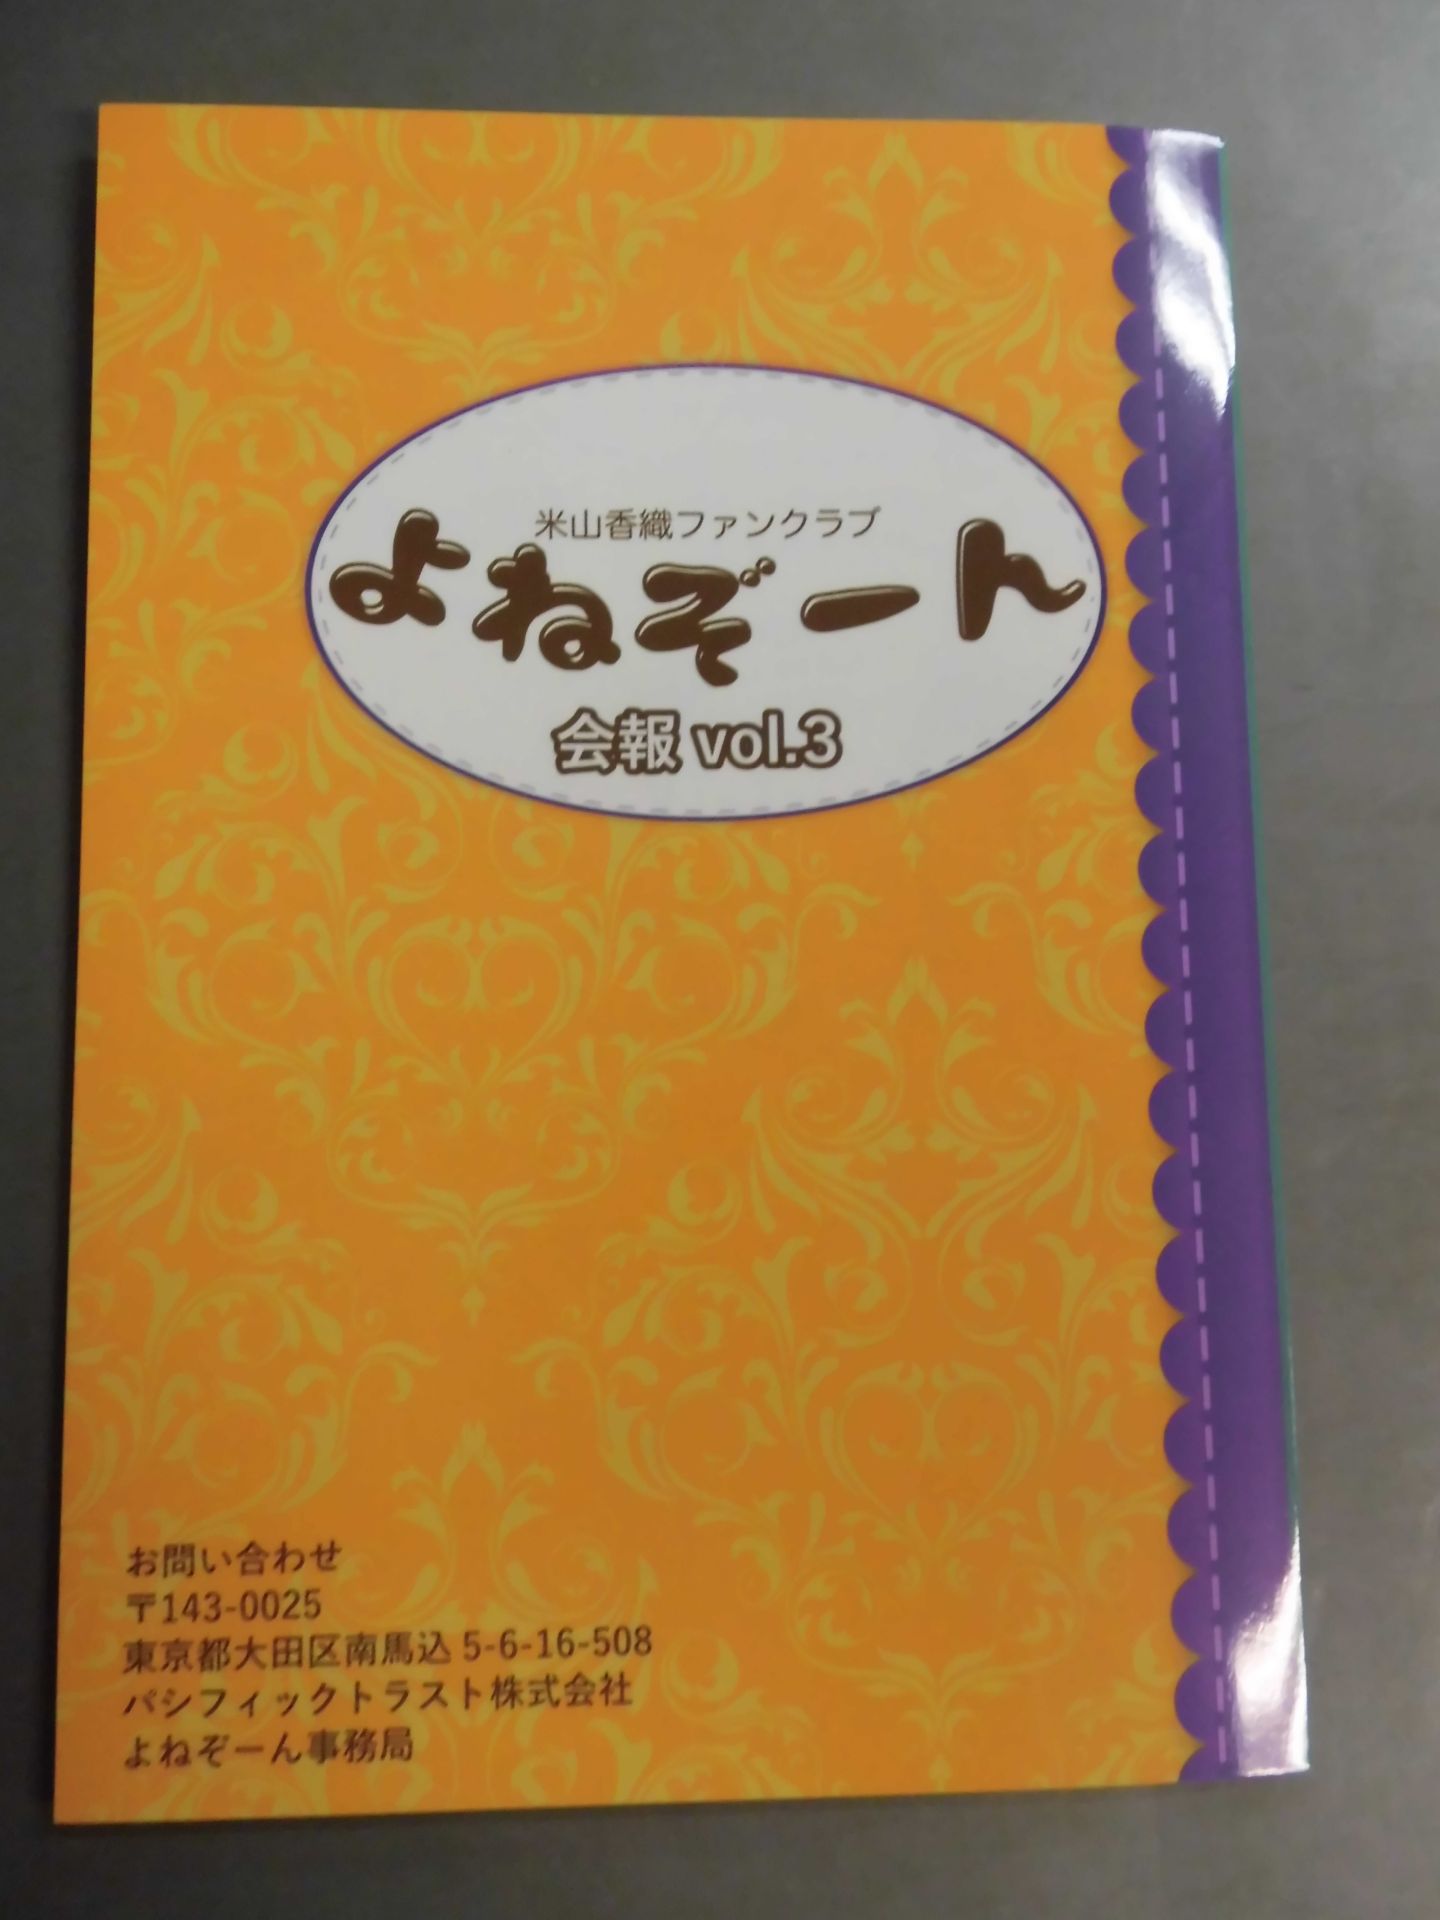 米山香織ファンクラブ
よねぞーん
会報 vol.3
お問い合わせ
〒143-0025
東京都大田区南馬込 5-6-16-508
パシフィックトラスト株式会社
よねぞーん事務局